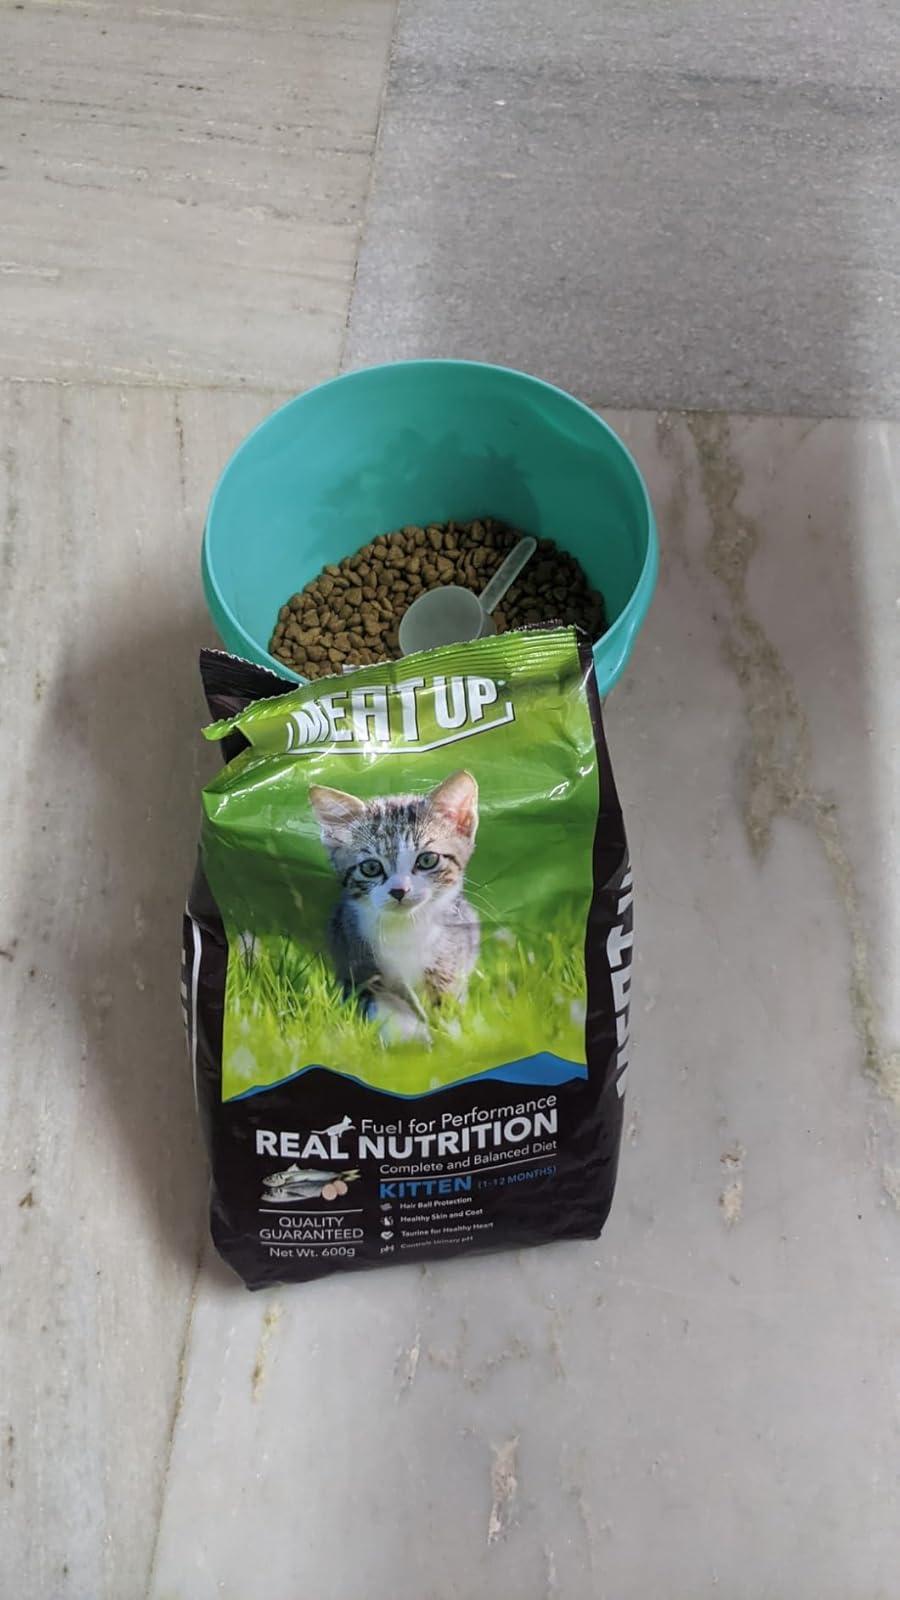 MEAT UP
Fuel for Performance
REAL NUTRITION
Complete and Balanced Diet
KITTEN (1-12 MONTHS)
Hair Ball Protection
Healthy Skin and Coat
Taurine for Healthy Heart
pH Controls Urinary pH
QUALITY
GUARANTEED
Net Wt. 600g